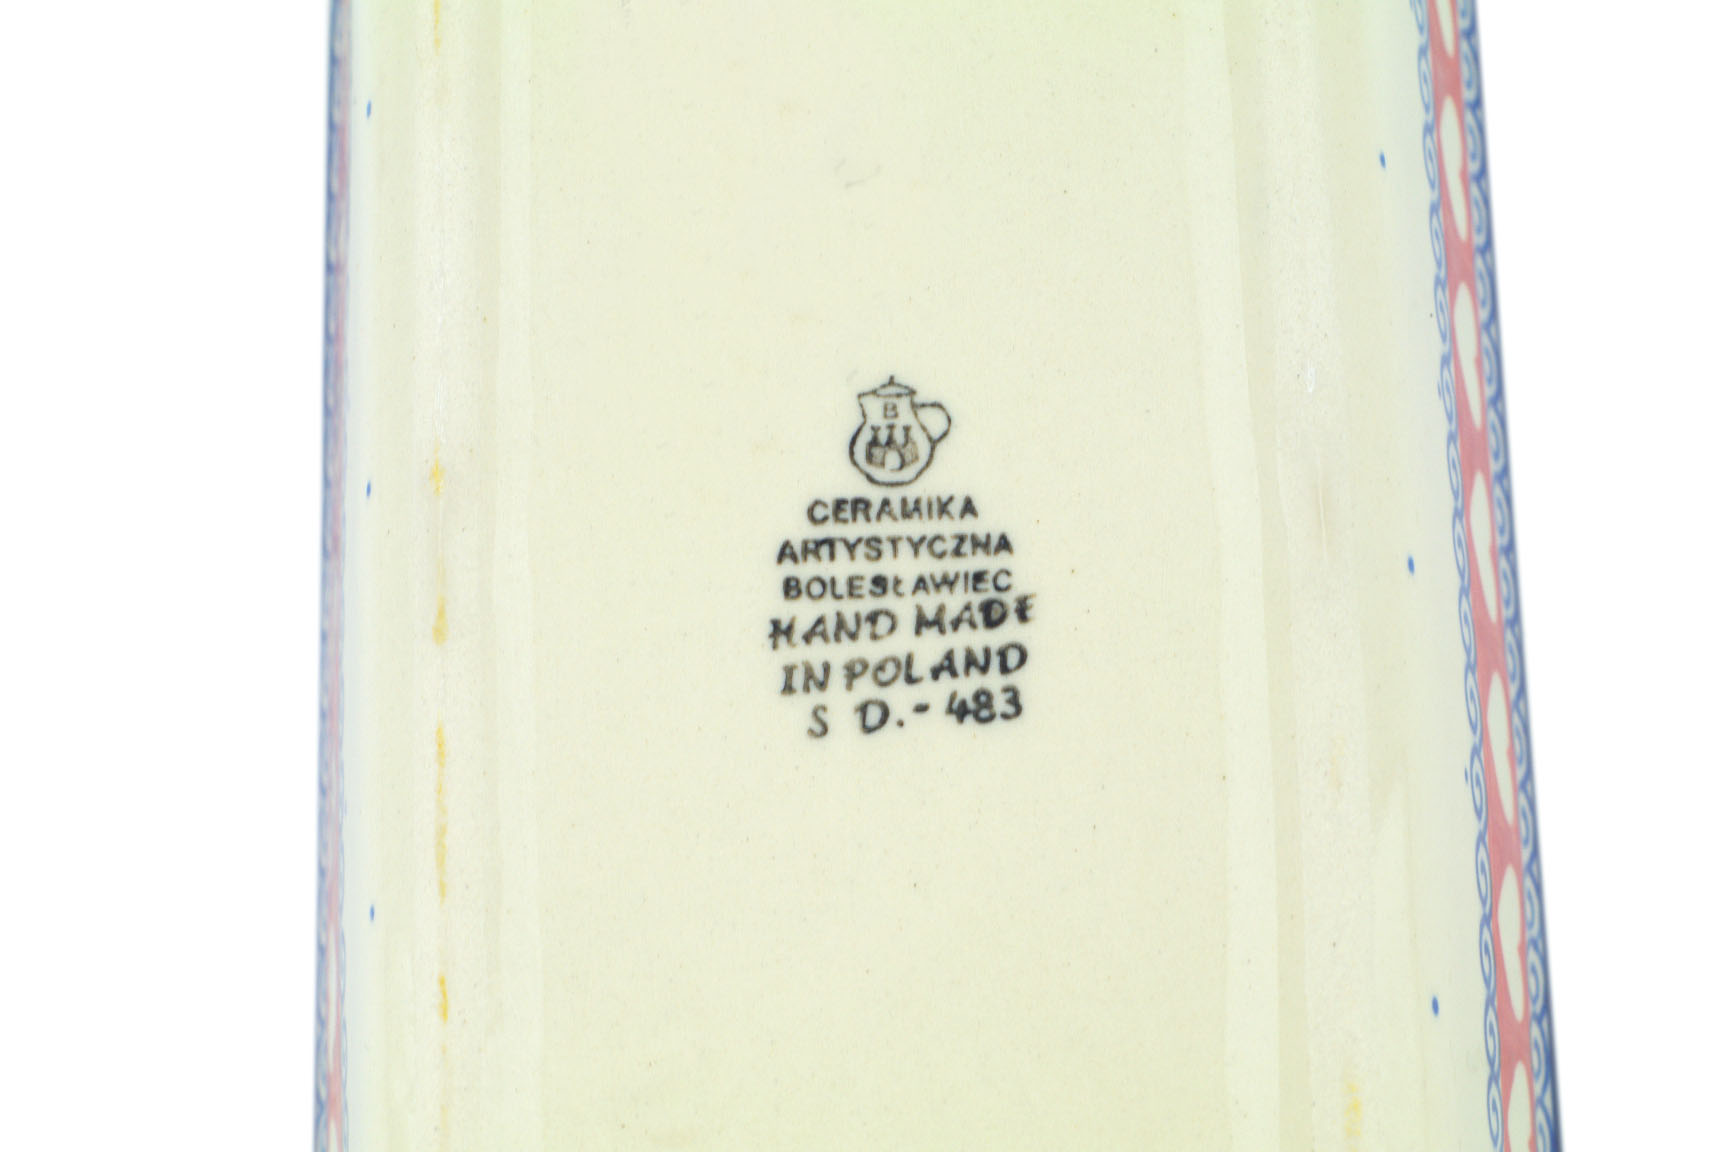 B
CERAMIKA
ARTYSTYCZNA
BOLESŁAWIEC
HAND MADE
IN POLAND
S D.- 483